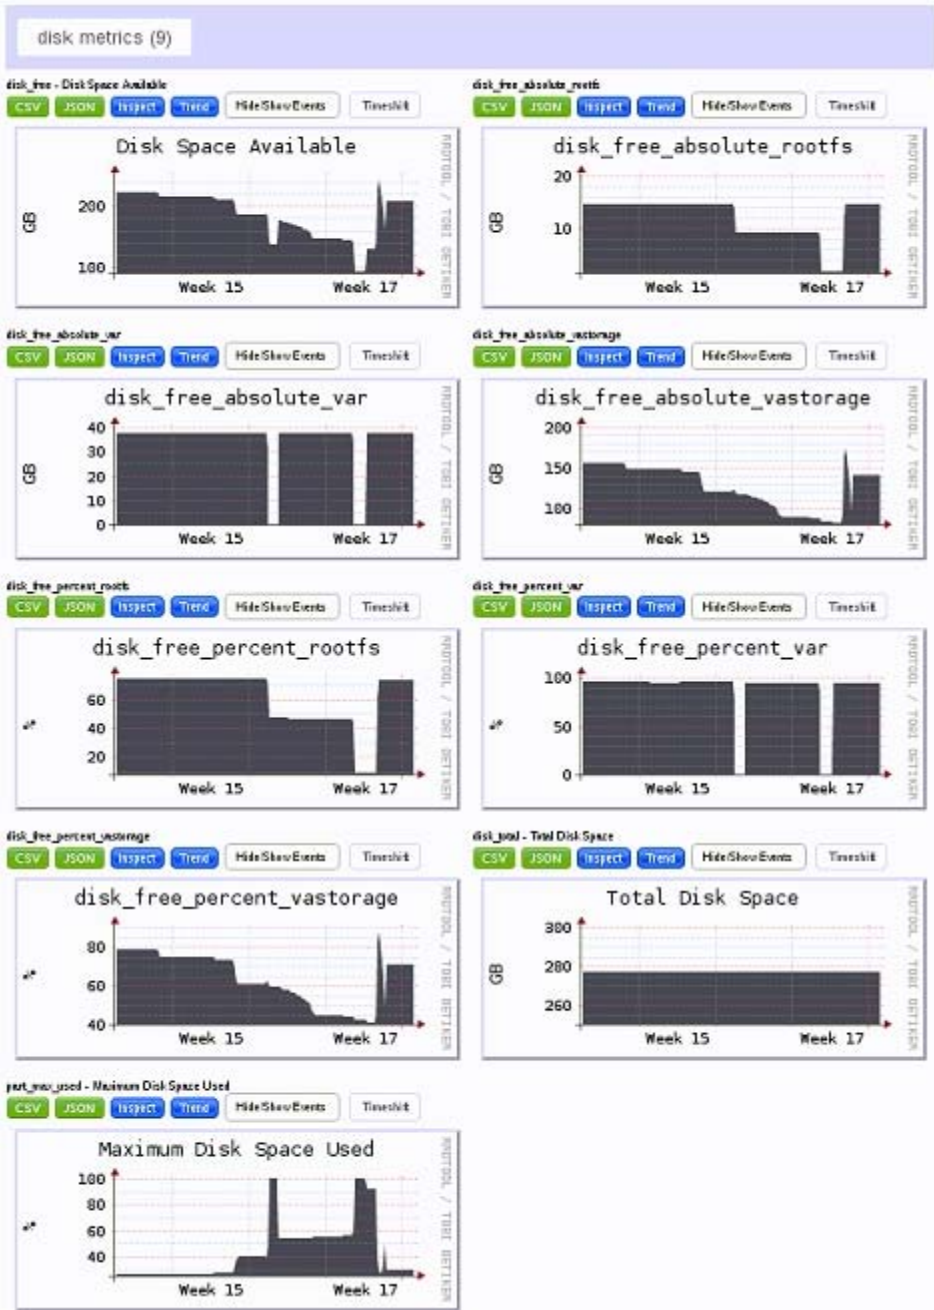 disk metrics (9)
disk_free - Disk Space Available
CSV JSON Inspect Trend Hide/Show Events Timeshift
Disk Space Available
RRDTOOL / TOBI OETIKER
GB
200
100
Week 15 Week 17
disk_free_absolute_rootfs
CSV JSON Inspect Trend Hide/Show Events Timeshift
disk_free_absolute_rootfs
RRDTOOL / TOBI OETIKER
GB
20
10
Week 15 Week 17
disk_free_absolute_var
CSV JSON Inspect Trend Hide/Show Events Timeshift
disk_free_absolute_var
RRDTOOL / TOBI OETIKER
GB
40
30
20
10
0
Week 15 Week 17
disk_free_absolute_vastorage
CSV JSON Inspect Trend Hide/Show Events Timeshift
disk_free_absolute_vastorage
RRDTOOL / TOBI OETIKER
GB
200
150
100
Week 15 Week 17
disk_free_percent_rootfs
CSV JSON Inspect Trend Hide/Show Events Timeshift
disk_free_percent_rootfs
RRDTOOL / TOBI OETIKER
%
60
40
20
Week 15 Week 17
disk_free_percent_var
CSV JSON Inspect Trend Hide/Show Events Timeshift
disk_free_percent_var
RRDTOOL / TOBI OETIKER
%
100
50
0
Week 15 Week 17
disk_free_percent_vastorage
CSV JSON Inspect Trend Hide/Show Events Timeshift
disk_free_percent_vastorage
RRDTOOL / TOBI OETIKER
%
80
60
40
Week 15 Week 17
disk_total - Total Disk Space
CSV JSON Inspect Trend Hide/Show Events Timeshift
Total Disk Space
RRDTOOL / TOBI OETIKER
GB
300
280
260
Week 15 Week 17
part_max_used - Maximum Disk Space Used
CSV JSON Inspect Trend Hide/Show Events Timeshift
Maximum Disk Space Used
RRDTOOL / TOBI OETIKER
%
100
80
60
40
Week 15 Week 17